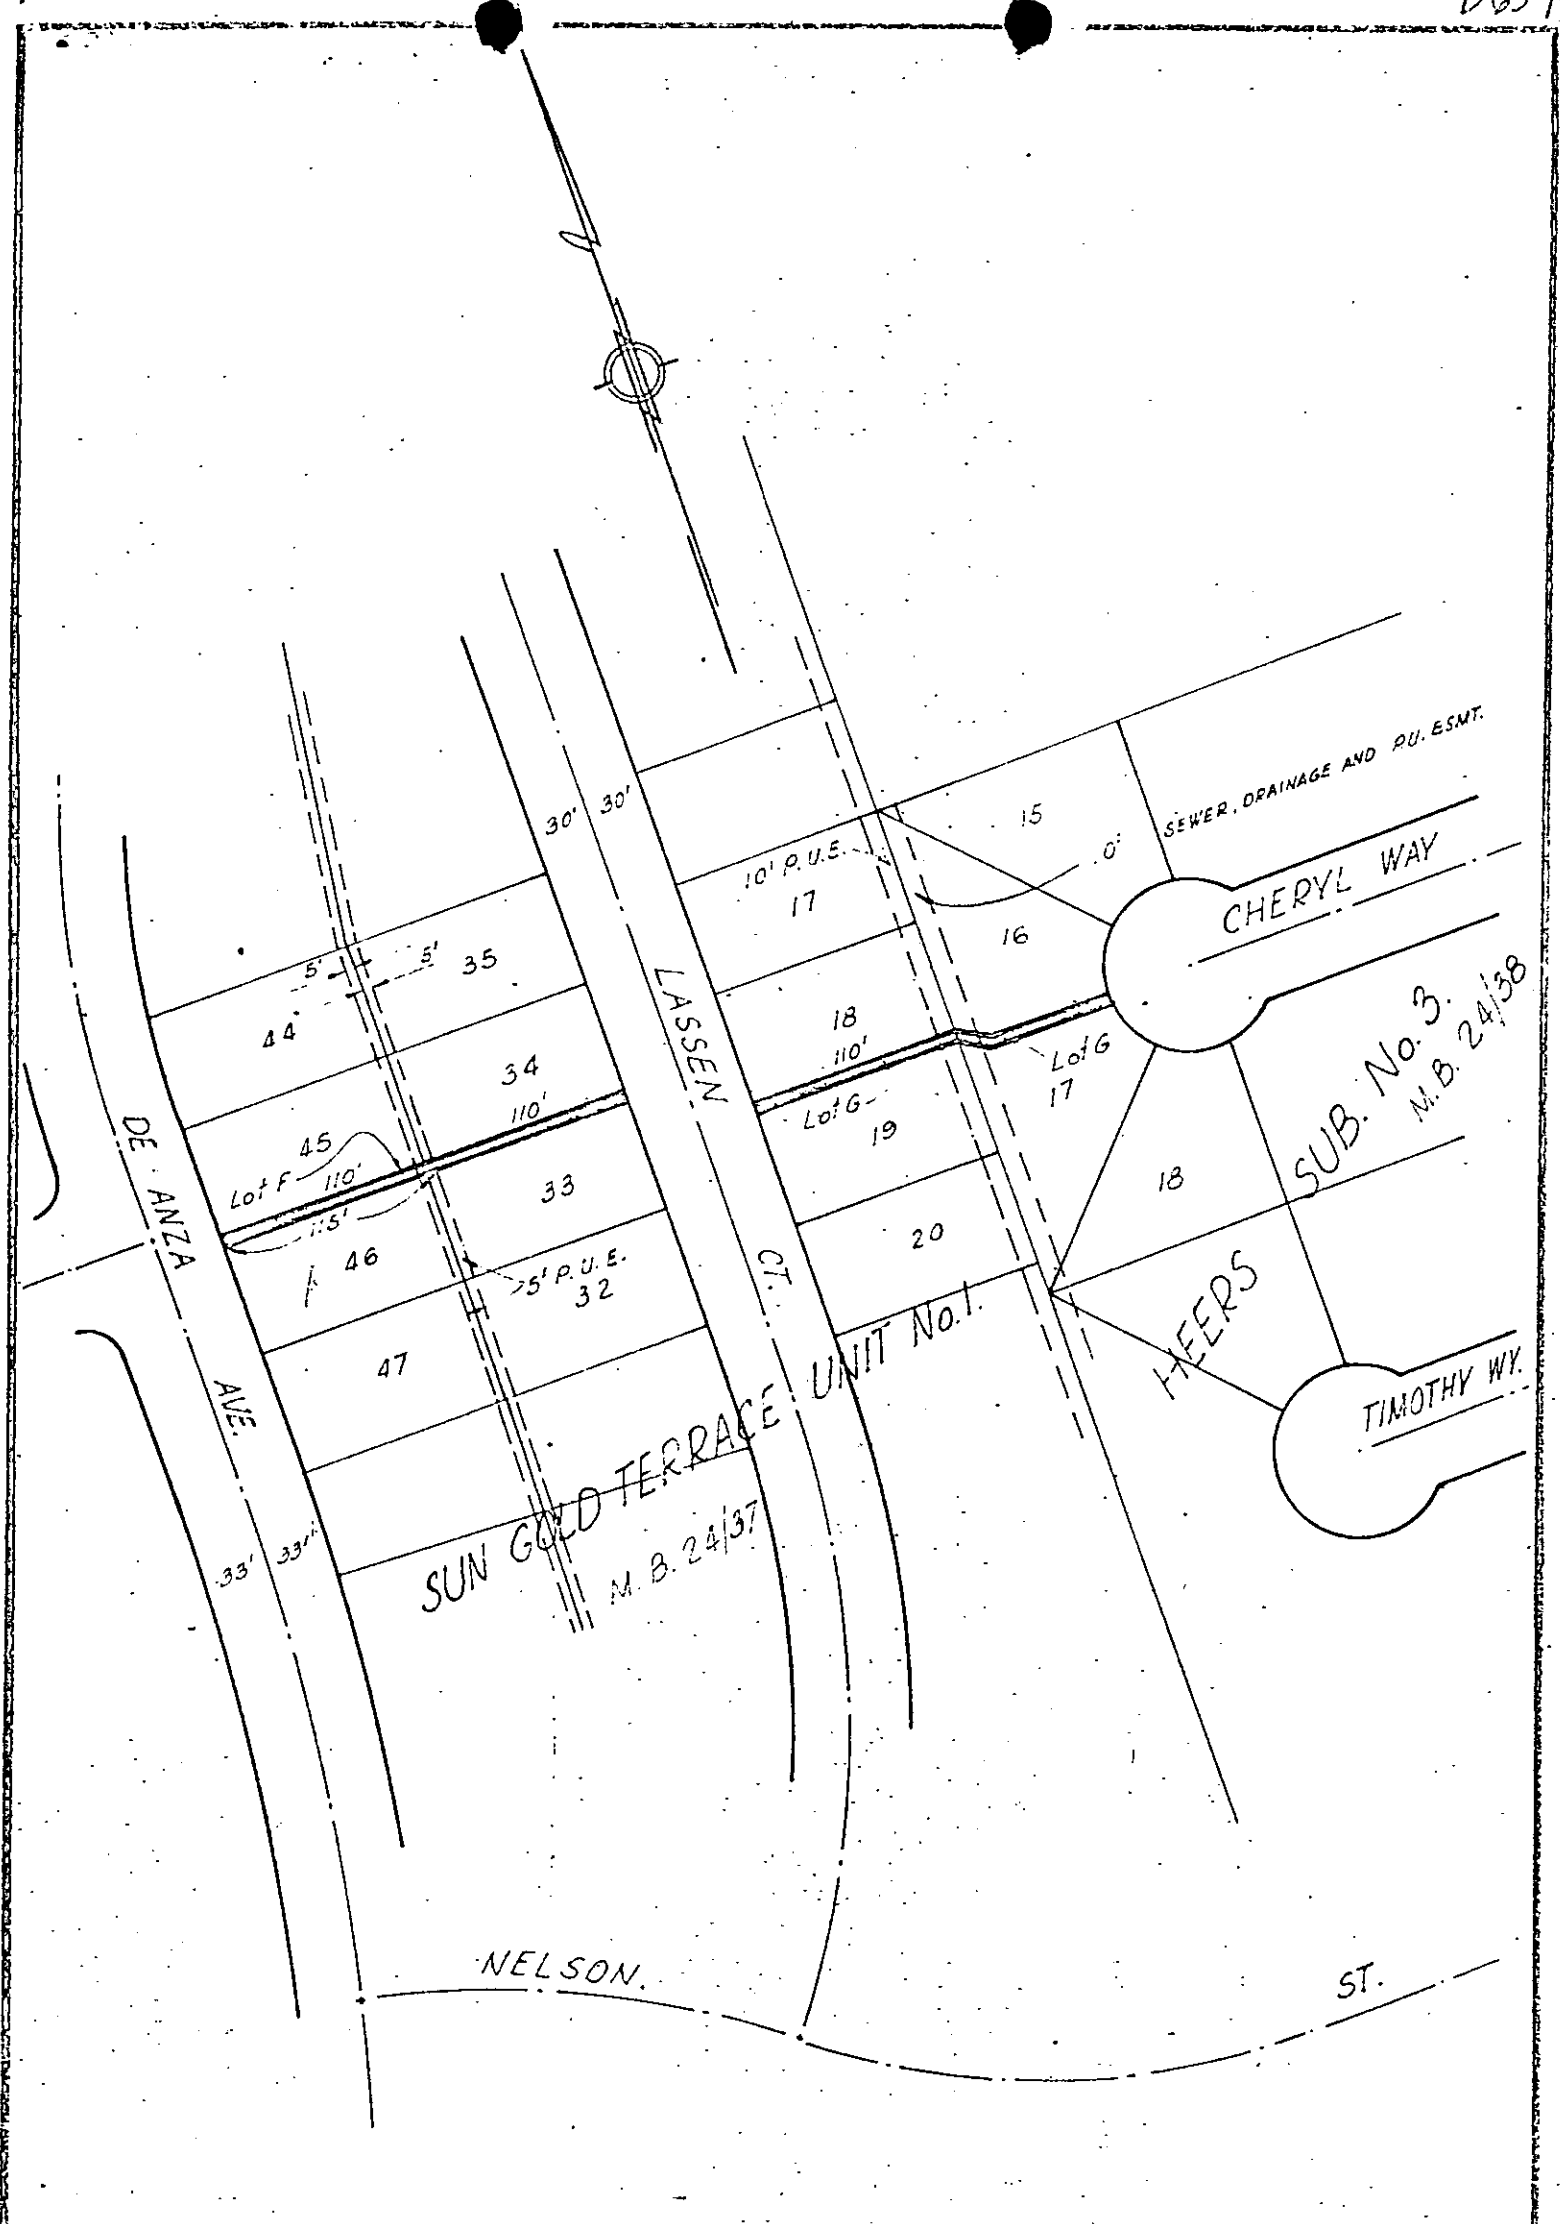 30' 30'
15
SEWER, DRAINAGE AND P.U. ESMT.
10' P.U.E.
17
CHERYL WAY
16
5' 5'
35
44
LASSEN
CT.
18
110'
Lot G
17
Lot G
19
34
110'
45
Lot F
110'
115'
33
46
5' P.U.E.
32
47
20
18
SUB. No. 3.
M.B. 24/38
HEERS
DE ANZA
AVE.
TIMOTHY WY.
SUN GOLD TERRACE UNIT No. 1.
M.B. 24/37
33' 33'
NELSON.
ST.